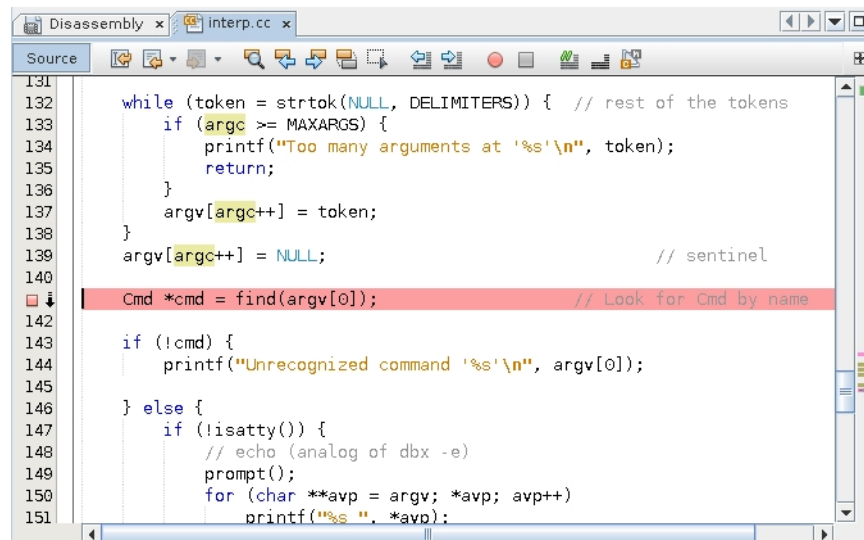 Disassembly x interp.cc x
Source
131
132 while (token = strtok(NULL, DELIMITERS)) { // rest of the tokens
133 if (argc >= MAXARGS) {
134 printf("Too many arguments at '%s'\n", token);
135 return;
136 }
137 argv[argc++] = token;
138 }
139 argv[argc++] = NULL; // sentinel
140
Cmd *cmd = find(argv[0]); // Look for Cmd by name
142
143 if (!cmd) {
144 printf("Unrecognized command '%s'\n", argv[0]);
145
146 } else {
147 if (!isatty()) {
148 // echo (analog of dbx -e)
149 prompt();
150 for (char **avp = argv; *avp; avp++)
151 printf("%s ", *avp);